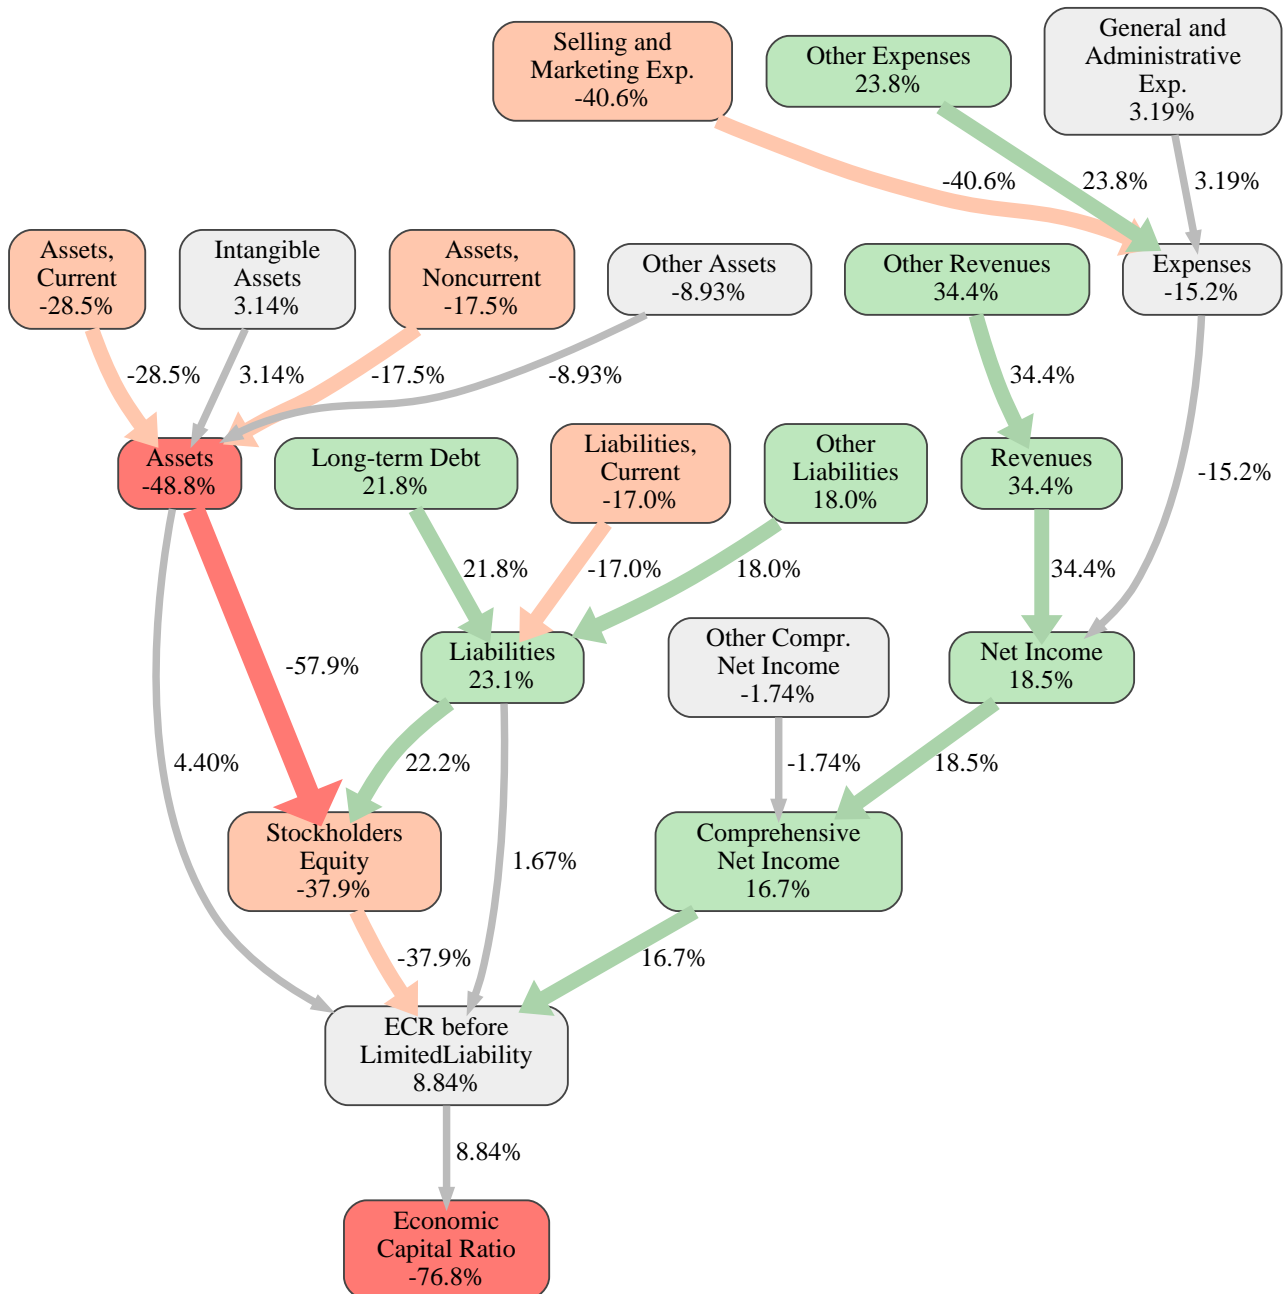 Selling and
Marketing Exp.
-40.6%
Other Expenses
23.8%
General and
Administrative
Exp.
3.19%
-40.6%
23.8%
3.19%
Assets,
Current
-28.5%
Intangible
Assets
3.14%
Assets,
Noncurrent
-17.5%
Other Assets
-8.93%
Other Revenues
34.4%
Expenses
-15.2%
-28.5%
3.14%
-17.5%
-8.93%
34.4%
-15.2%
Assets
-48.8%
Long-term Debt
21.8%
Liabilities,
Current
-17.0%
Other
Liabilities
18.0%
Revenues
34.4%
21.8%
-17.0%
18.0%
34.4%
-57.9%
Liabilities
23.1%
Other Compr.
Net Income
-1.74%
Net Income
18.5%
4.40%
22.2%
-1.74%
18.5%
Stockholders
Equity
-37.9%
1.67%
Comprehensive
Net Income
16.7%
-37.9%
16.7%
ECR before
LimitedLiability
8.84%
8.84%
Economic
Capital Ratio
-76.8%